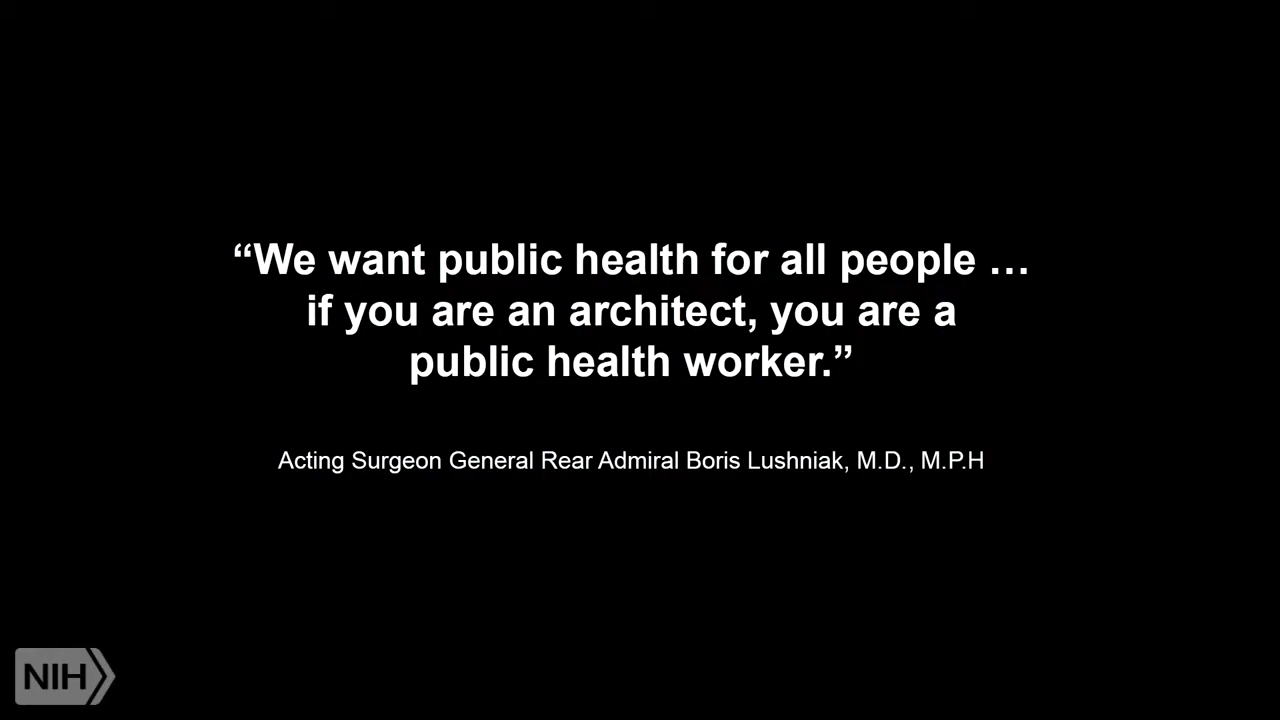 “We want public health for all people …
if you are an architect, you are a
public health worker.”
Acting Surgeon General Rear Admiral Boris Lushniak, M.D., M.P.H
NIH